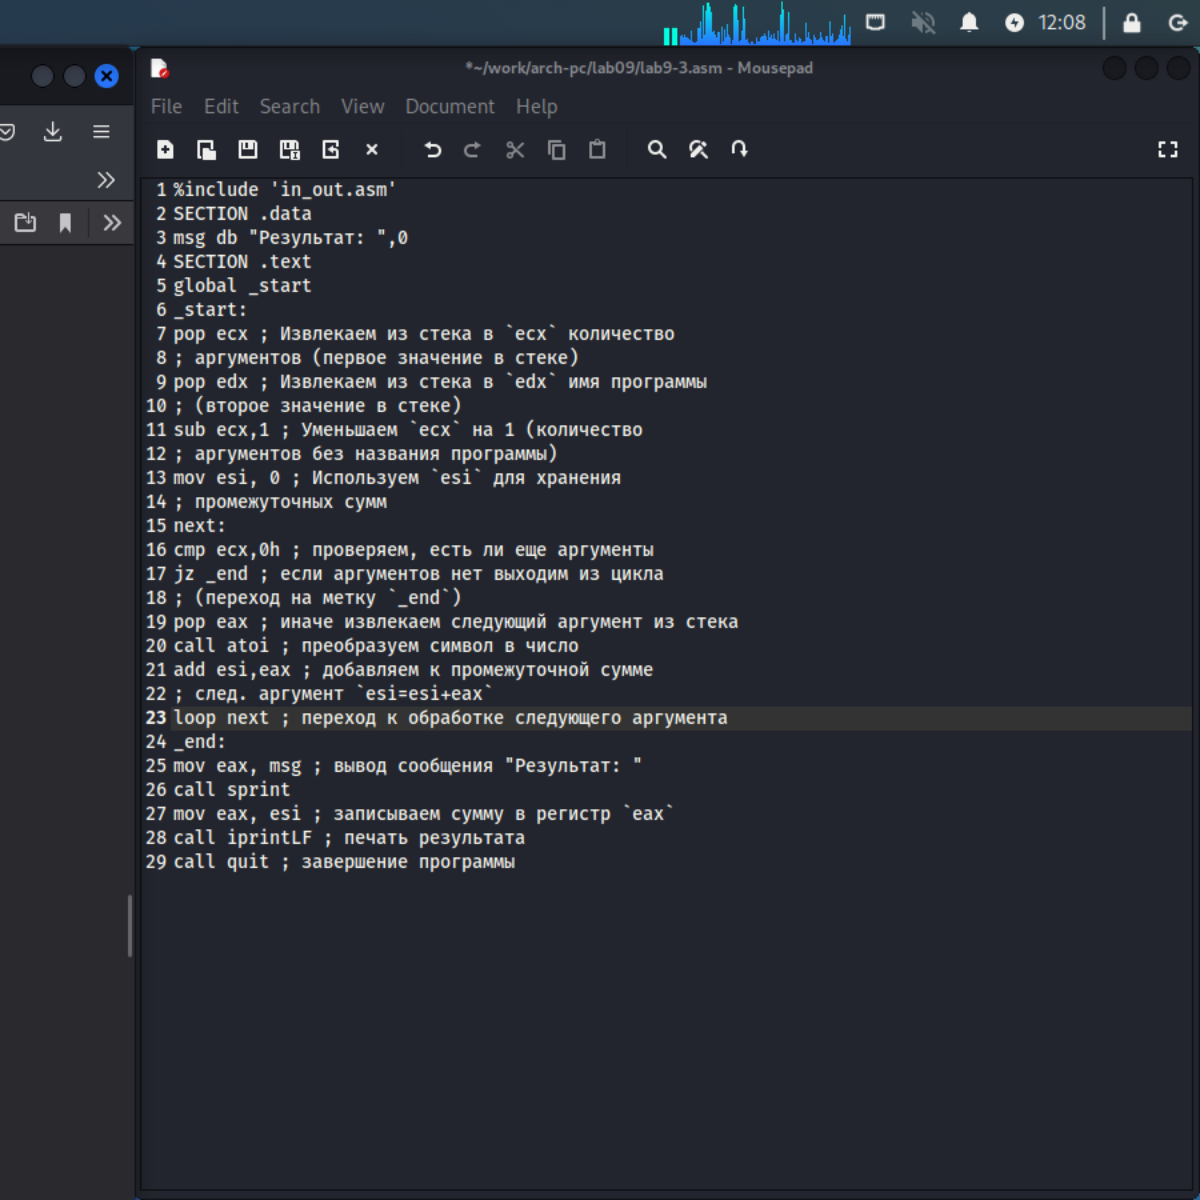 12:08
*~/work/arch-pc/lab09/lab9-3.asm - Mousepad
File Edit Search View Document Help
1 %include 'in_out.asm'
2 SECTION .data
3 msg db "Результат: ",0
4 SECTION .text
5 global _start
6 _start:
7 pop ecx ; Извлекаем из стека в `ecx` количество
8 ; аргументов (первое значение в стеке)
9 pop edx ; Извлекаем из стека в `edx` имя программы
10 ; (второе значение в стеке)
11 sub ecx,1 ; Уменьшаем `ecx` на 1 (количество
12 ; аргументов без названия программы)
13 mov esi, 0 ; Используем `esi` для хранения
14 ; промежуточных сумм
15 next:
16 cmp ecx,0h ; проверяем, есть ли еще аргументы
17 jz _end ; если аргументов нет выходим из цикла
18 ; (переход на метку `_end`)
19 pop eax ; иначе извлекаем следующий аргумент из стека
20 call atoi ; преобразуем символ в число
21 add esi,eax ; добавляем к промежуточной сумме
22 ; след. аргумент `esi=esi+eax`
23 loop next ; переход к обработке следующего аргумента
24 _end:
25 mov eax, msg ; вывод сообщения "Результат: "
26 call sprint
27 mov eax, esi ; записываем сумму в регистр `eax`
28 call iprintLF ; печать результата
29 call quit ; завершение программы